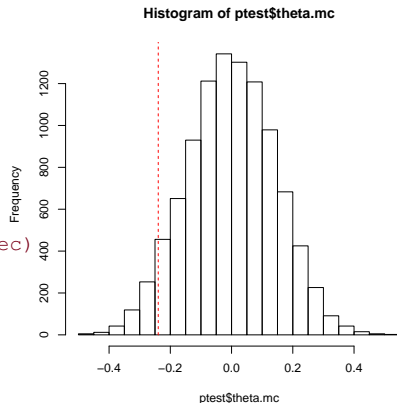 Histogram of ptest$theta.mc
Frequency
0 200 400 600 800 1000 1200
ec)
−0.4 −0.2 0.0 0.2 0.4
ptest$theta.mc